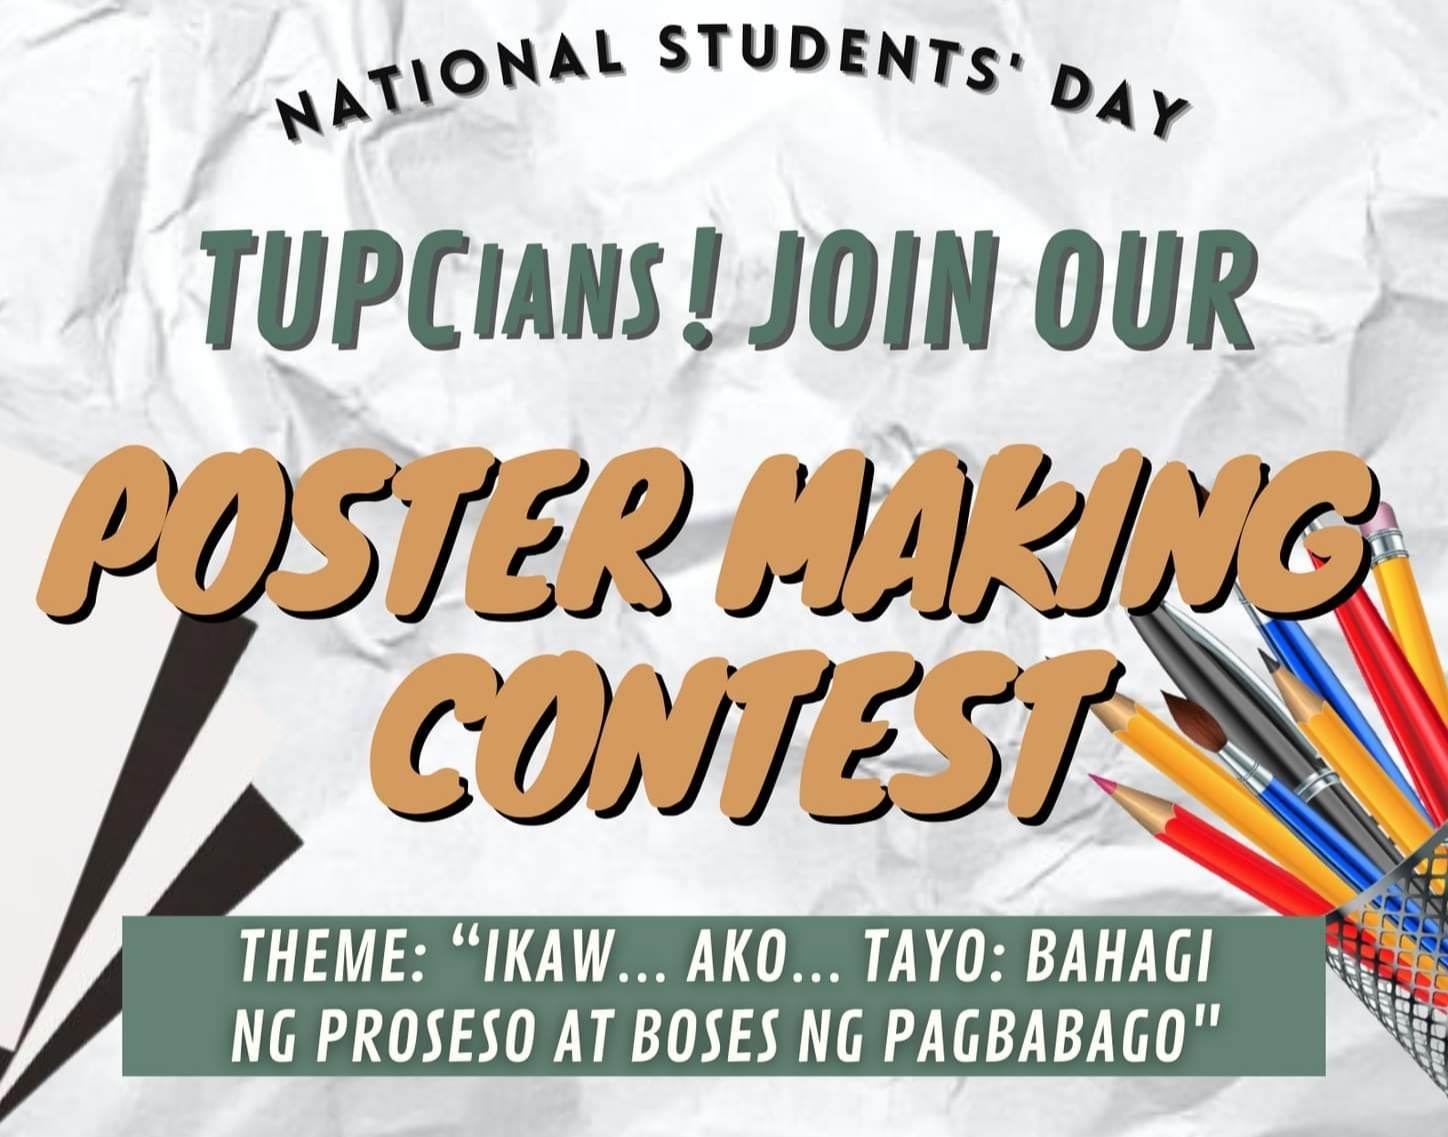 NATIONAL STUDENTS' DAY
TUPCIANS! JOIN OUR
POSTER MAKING
CONTEST
THEME: “IKAW... AKO... TAYO: BAHAGI
NG PROSESO AT BOSES NG PAGBABAGO"